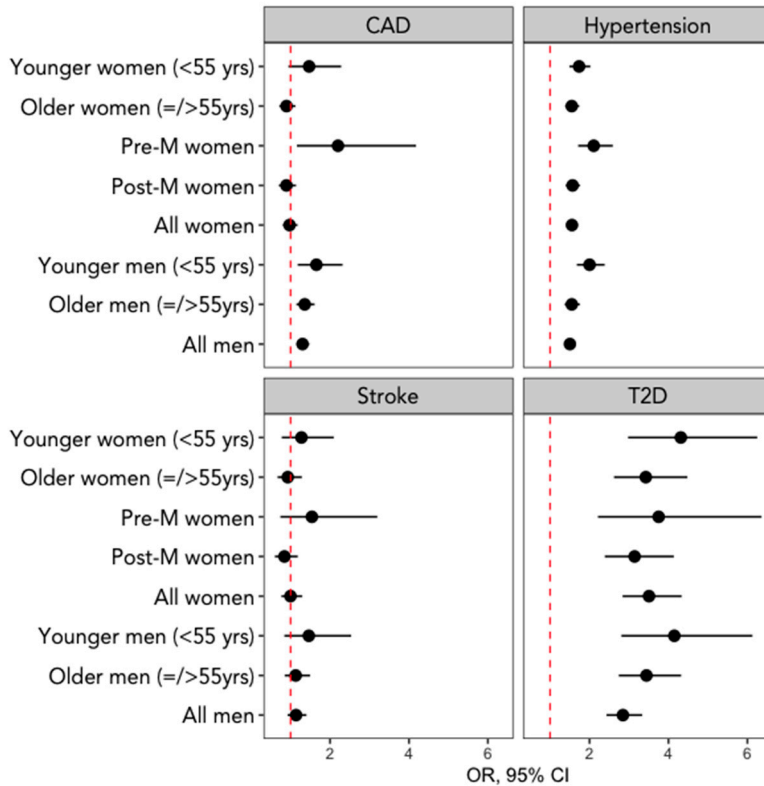 CAD
Hypertension
Younger women (<55 yrs)
Older women (=/>55yrs)
Pre-M women
Post-M women
All women
Younger men (<55 yrs)
Older men (=/>55yrs)
All men
Stroke
T2D
Younger women (<55 yrs)
Older women (=/>55yrs)
Pre-M women
Post-M women
All women
Younger men (<55 yrs)
Older men (=/>55yrs)
All men
2 4 6 2 4 6
OR, 95% CI